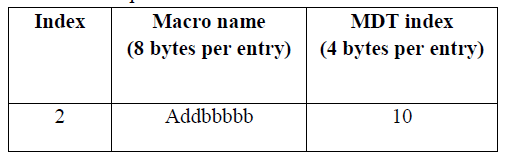 Index Macro name MDT index
(8 bytes per entry) (4 bytes per entry)
2 Addbbbbb 10